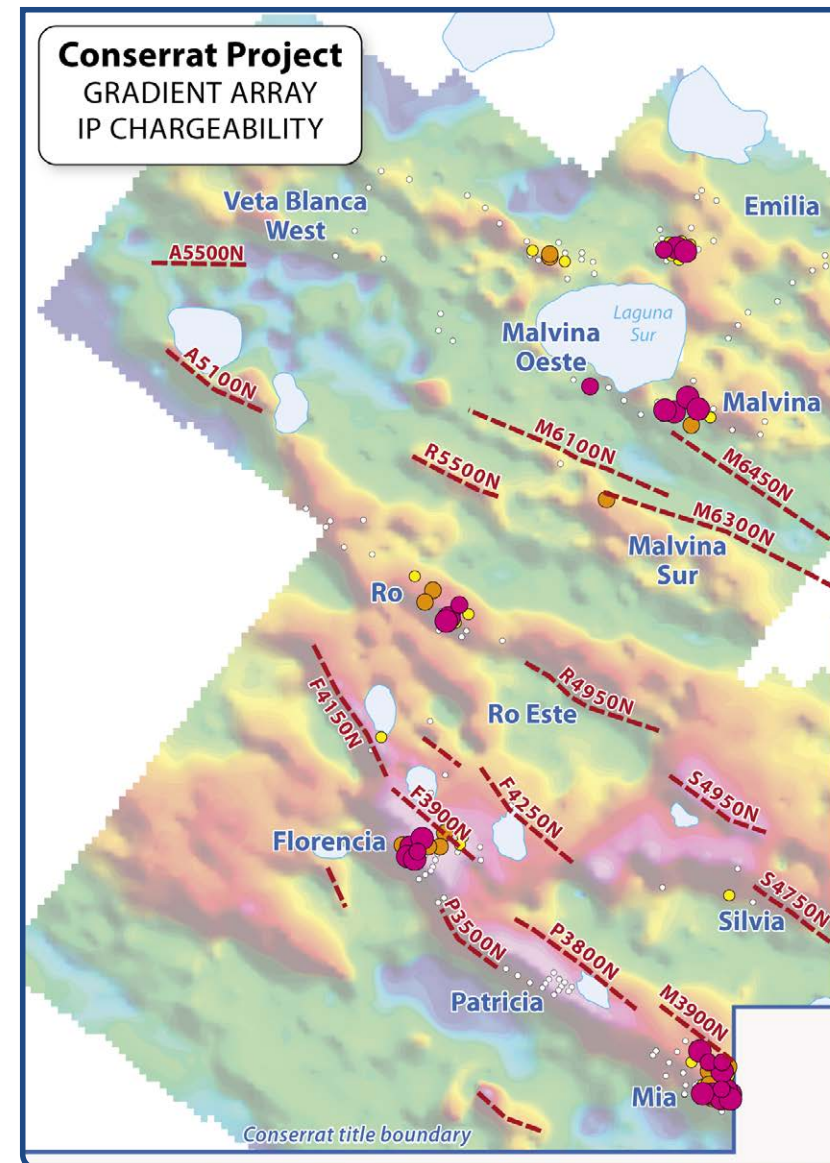 Conserrat Project
GRADIENT ARRAY
IP CHARGEABILITY
Veta Blanca
West
Emilia
A5500N
Laguna
Sur
Malvina
Oeste
A5100N
Malvina
M6100N
M6450N
R5500N
M6300N
Malvina
Sur
Ro
R4950N
F4150N
Ro Este
S4950N
F3900N
F4250N
Florencia
S4750N
Silvia
P3500N
P3800N
Patricia
M3900N
Mia
Conserrat title boundary